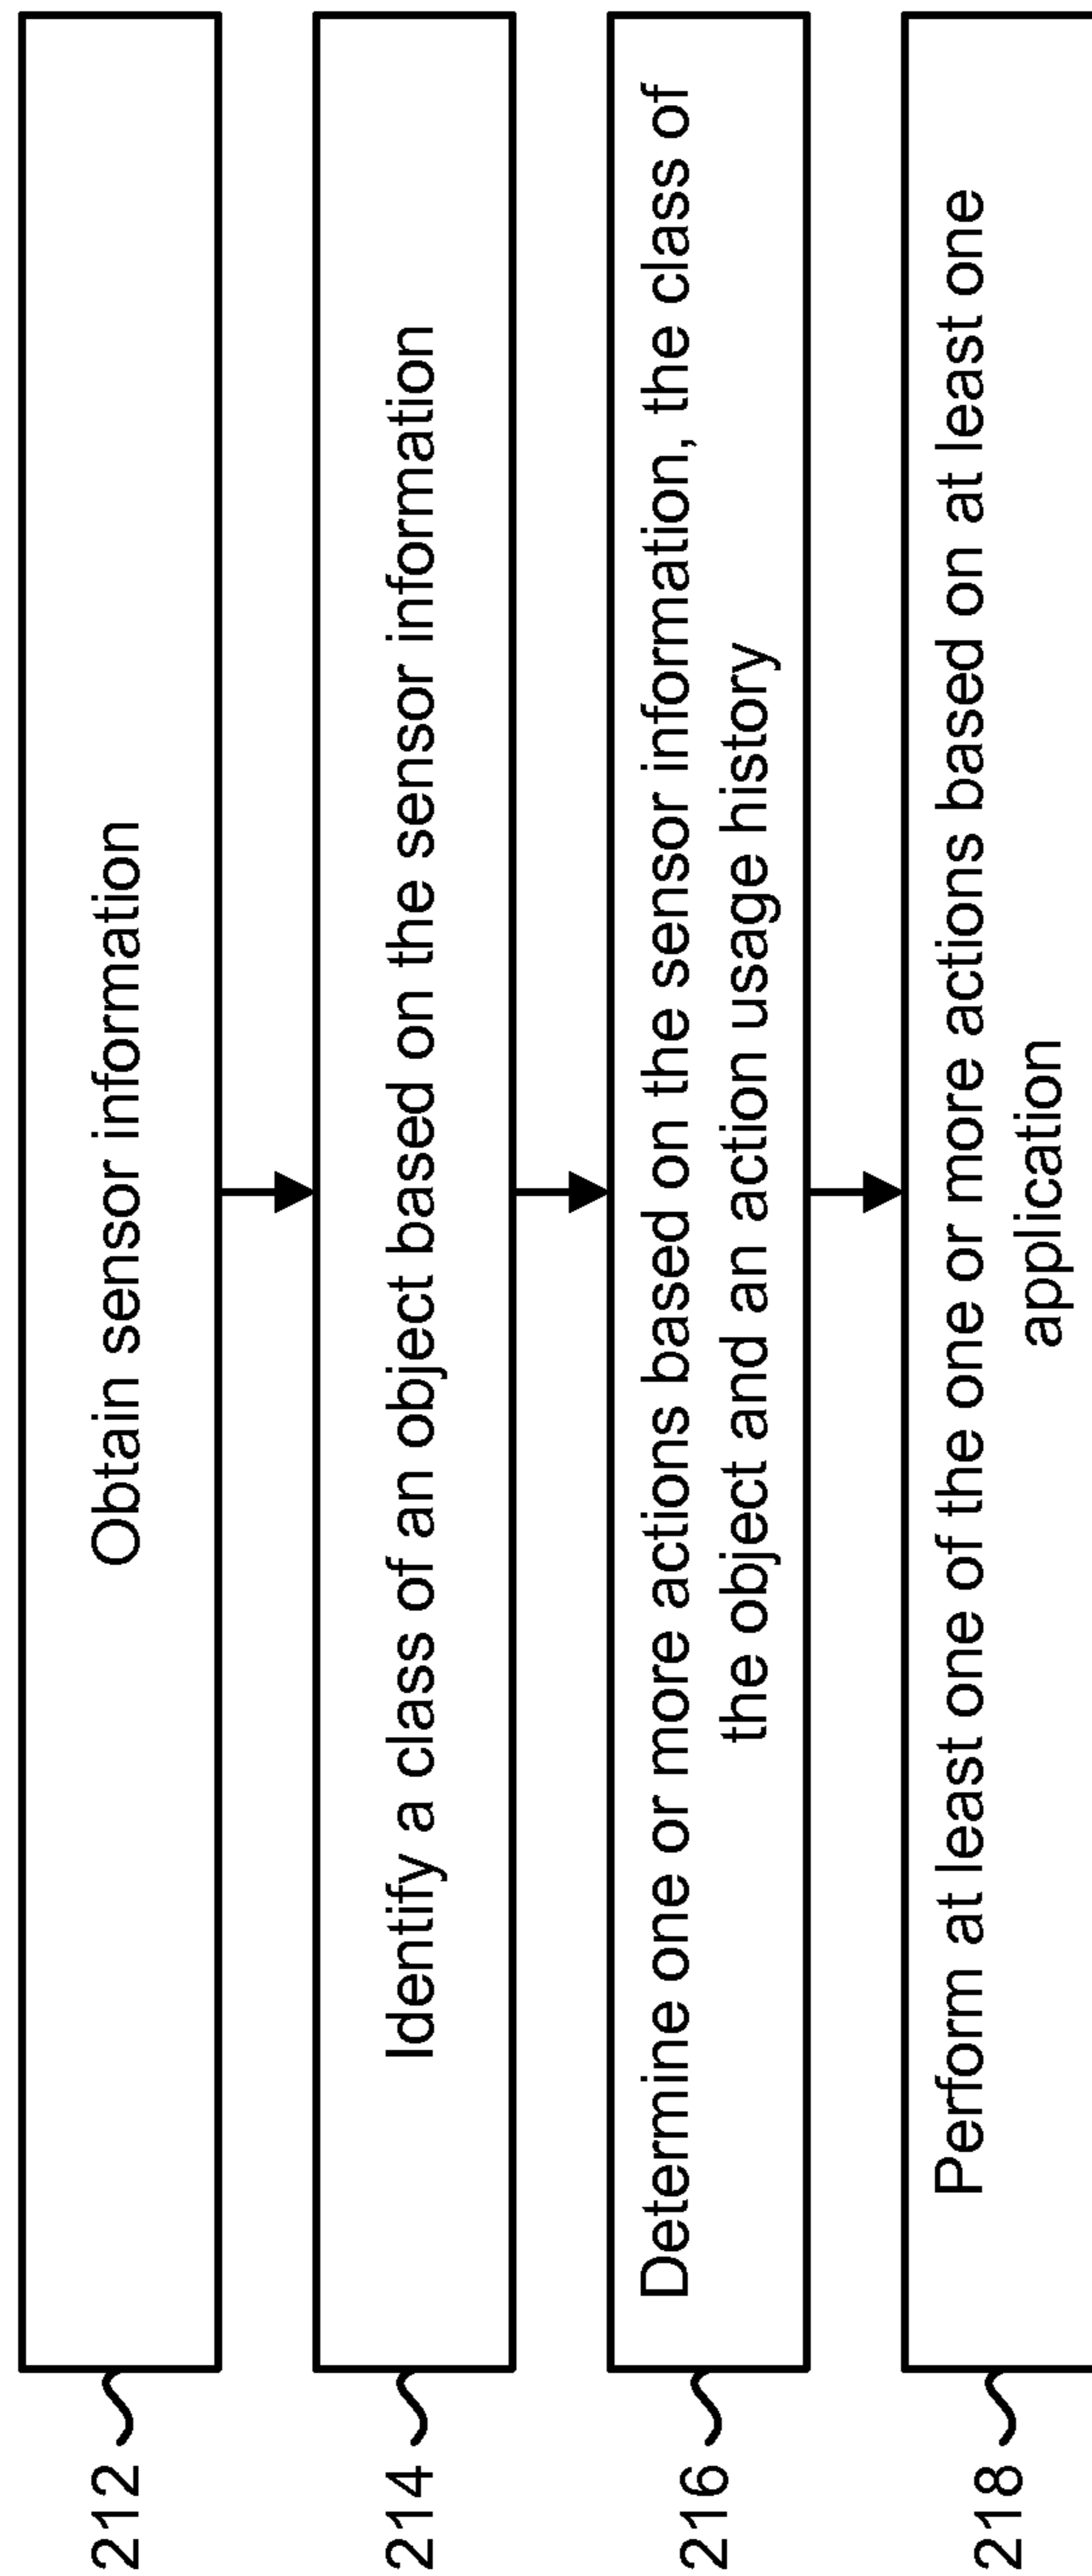 212
Obtain sensor information
214
Identify a class of an object based on the sensor information
216
Determine one or more actions based on the sensor information, the class of
the object and an action usage history
218
Perform at least one of the one or more actions based on at least one
application